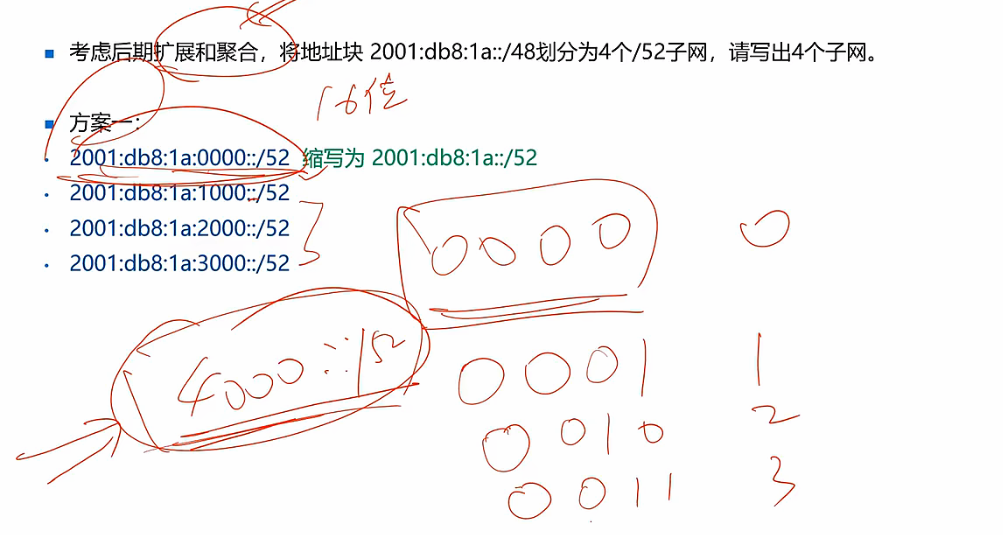 考虑后期扩展和聚合，将地址块 2001:db8:1a::/48划分为4个/52子网，请写出4个子网。
16位
方案一：
2001:db8:1a:0000::/52 缩写为 2001:db8:1a::/52
2001:db8:1a:1000::/52
2001:db8:1a:2000::/52
2001:db8:1a:3000::/52
0000 0
4000::/52
0001 1
0010 2
0011 3